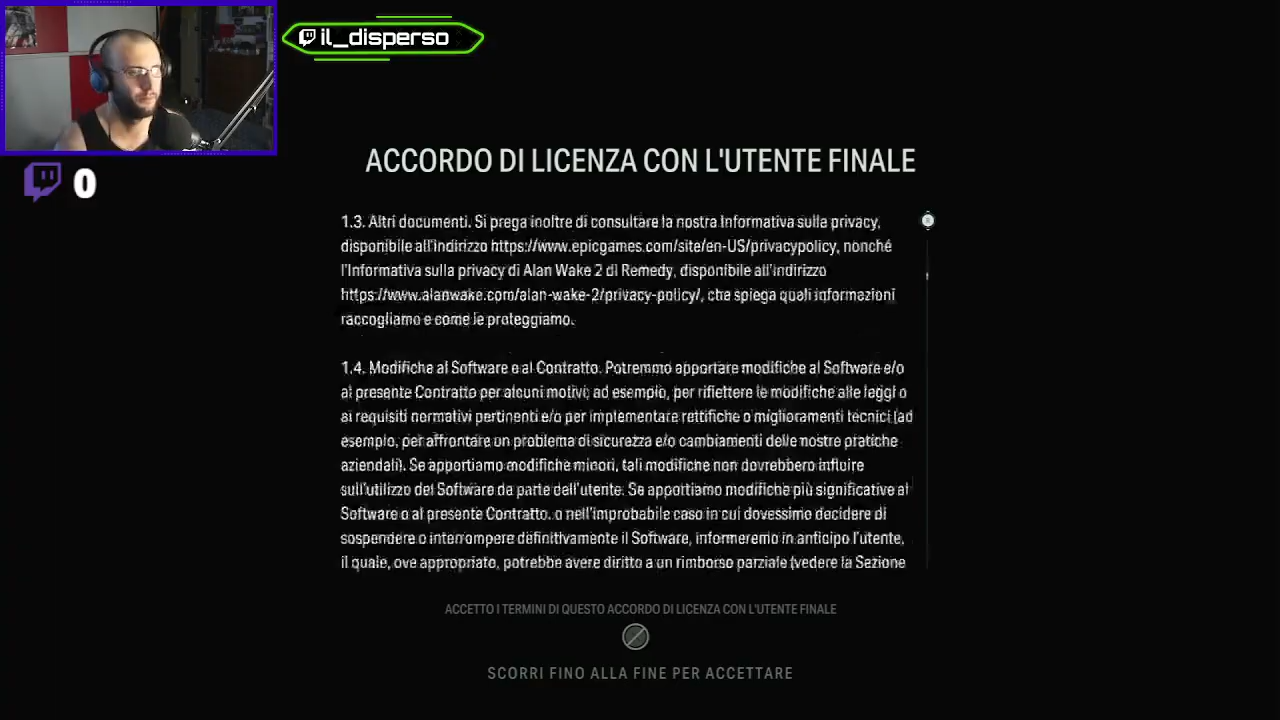 il_disperso
0
ACCORDO DI LICENZA CON L'UTENTE FINALE
1.3. Altri documenti. Si prega inoltre di consultare la nostra Informativa sulla privacy,
disponibile all'indirizzo https://www.epicgames.com/site/en-US/privacypolicy, nonché
l'Informativa sulla privacy di Alan Wake 2 di Remedy, disponibile all'indirizzo
https://www.alanwake.com/alan-wake-2/privacy-policy/, che spiega quali informazioni
raccogliamo e come le proteggiamo.
1.4. Modifiche al Software o al Contratto. Potremmo apportare modifiche al Software e/o
al presente Contratto per alcuni motivi, ad esempio, per riflettere le modifiche alle leggi o
ai requisiti normativi pertinenti e/o per implementare rettifiche o miglioramenti tecnici (ad
esempio, per affrontare un problema di sicurezza e/o cambiamenti delle nostre pratiche
aziendali). Se apportiamo modifiche minori, tali modifiche non dovrebbero influire
sull'utilizzo del Software da parte dell'utente. Se apportiamo modifiche più significative al
Software o al presente Contratto, o nell'improbabile caso in cui dovessimo decidere di
sospendere o interrompere definitivamente il Software, informeremo in anticipo l'utente,
il quale, ove appropriato, potrebbe avere diritto a un rimborso parziale (vedere la Sezione
ACCETTO I TERMINI DI QUESTO ACCORDO DI LICENZA CON L'UTENTE FINALE
SCORRI FINO ALLA FINE PER ACCETTARE